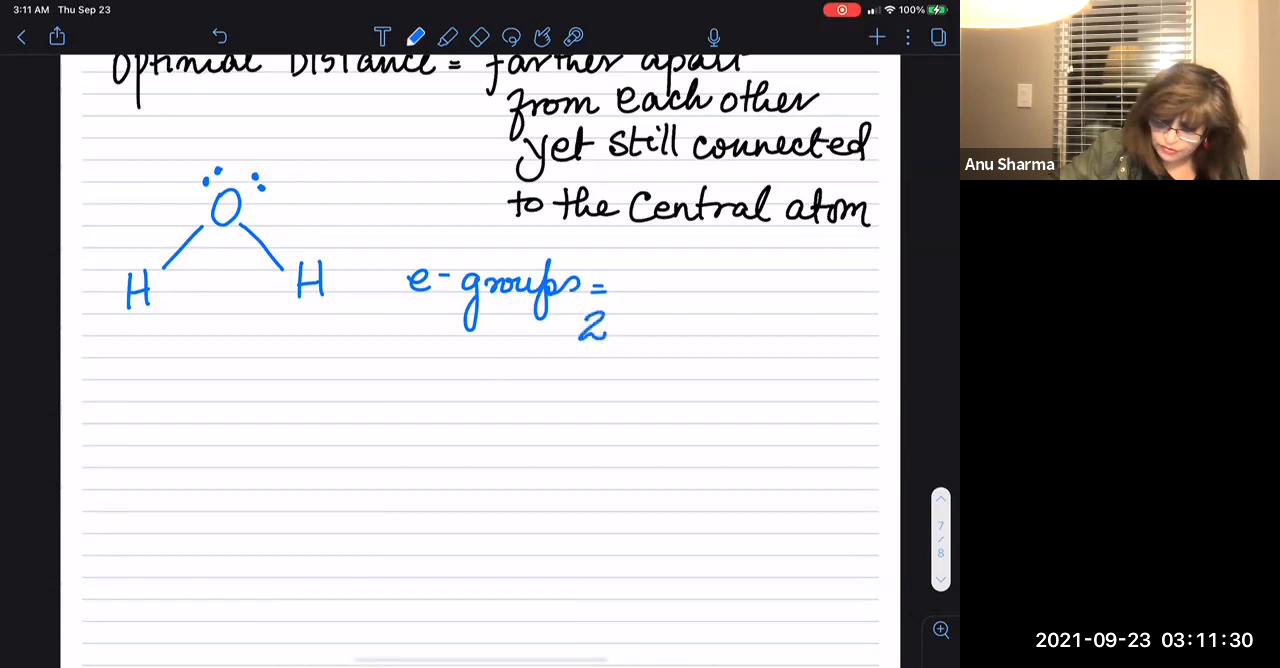 3:11 AM Thu Sep 23
100%
T
Optimial Distance = farther apart
from each other
yet still connected
to the Central atom
O
H H
e- groups =
2
7
/
8
Anu Sharma
2021-09-23 03:11:30